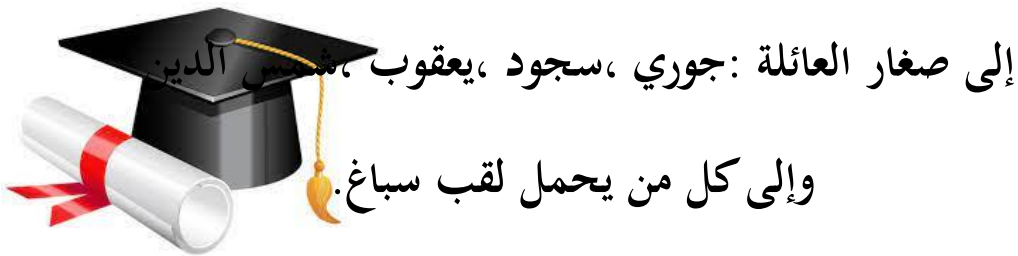 إلى صغار العائلة :جوري ،سجود ،يعقوب ،شمس الدين
وإلى كل من يحمل لقب سباغ.